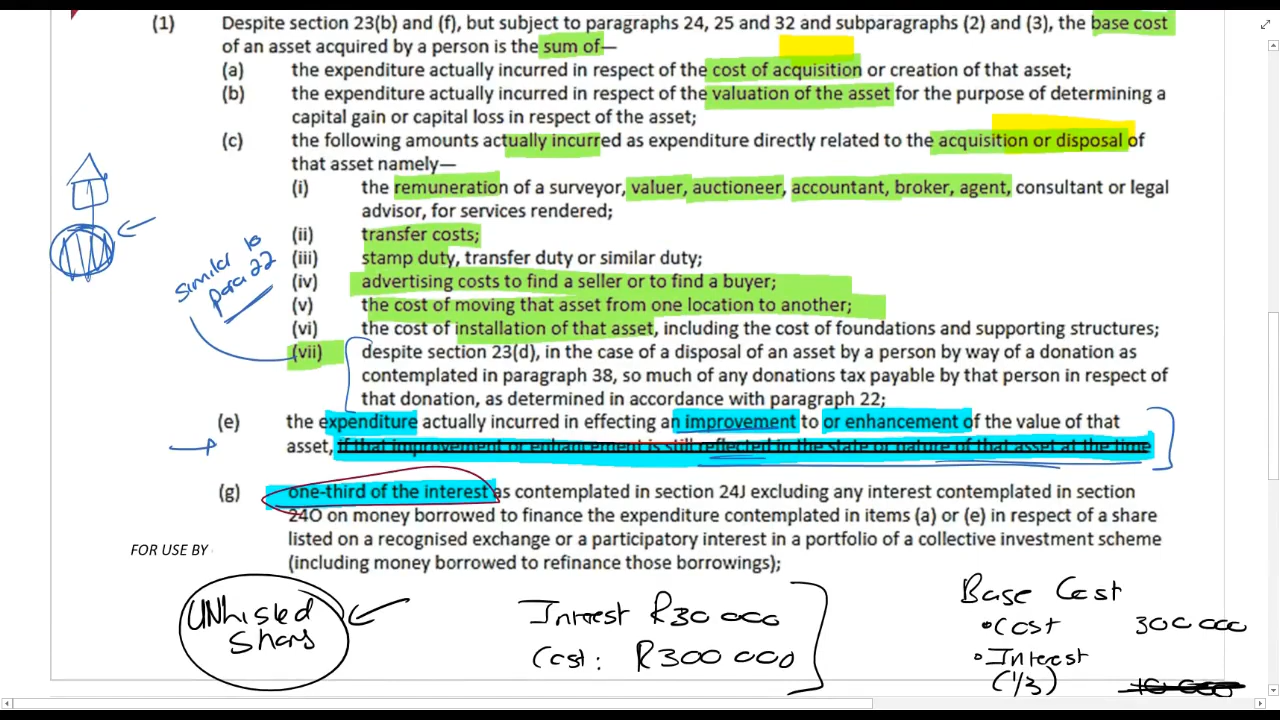 (1) Despite section 23(b) and (f), but subject to paragraphs 24, 25 and 32 and subparagraphs (2) and (3), the base cost
of an asset acquired by a person is the sum of—
(a) the expenditure actually incurred in respect of the cost of acquisition or creation of that asset;
(b) the expenditure actually incurred in respect of the valuation of the asset for the purpose of determining a
capital gain or capital loss in respect of the asset;
(c) the following amounts actually incurred as expenditure directly related to the acquisition or disposal of
that asset namely—
(i) the remuneration of a surveyor, valuer, auctioneer, accountant, broker, agent, consultant or legal
advisor, for services rendered;
(ii) transfer costs;
(iii) stamp duty, transfer duty or similar duty;
similar to
para 22
(iv) advertising costs to find a seller or to find a buyer;
(v) the cost of moving that asset from one location to another;
(vi) the cost of installation of that asset, including the cost of foundations and supporting structures;
(vii) despite section 23(d), in the case of a disposal of an asset by a person by way of a donation as
contemplated in paragraph 38, so much of any donations tax payable by that person in respect of
that donation, as determined in accordance with paragraph 22;
(e) the expenditure actually incurred in effecting an improvement to or enhancement of the value of that
asset, if that improvement or enhancement is still reflected in the state or nature of that asset at the time
(g) one-third of the interest as contemplated in section 24J excluding any interest contemplated in section
24O on money borrowed to finance the expenditure contemplated in items (a) or (e) in respect of a share
listed on a recognised exchange or a participatory interest in a portfolio of a collective investment scheme
(including money borrowed to refinance those borrowings);
FOR USE BY
UNlisted
Shares
Interest R30 000
Cost: R300 000
Base Cost
•Cost 300 000
•Interest
(1/3) 10 000